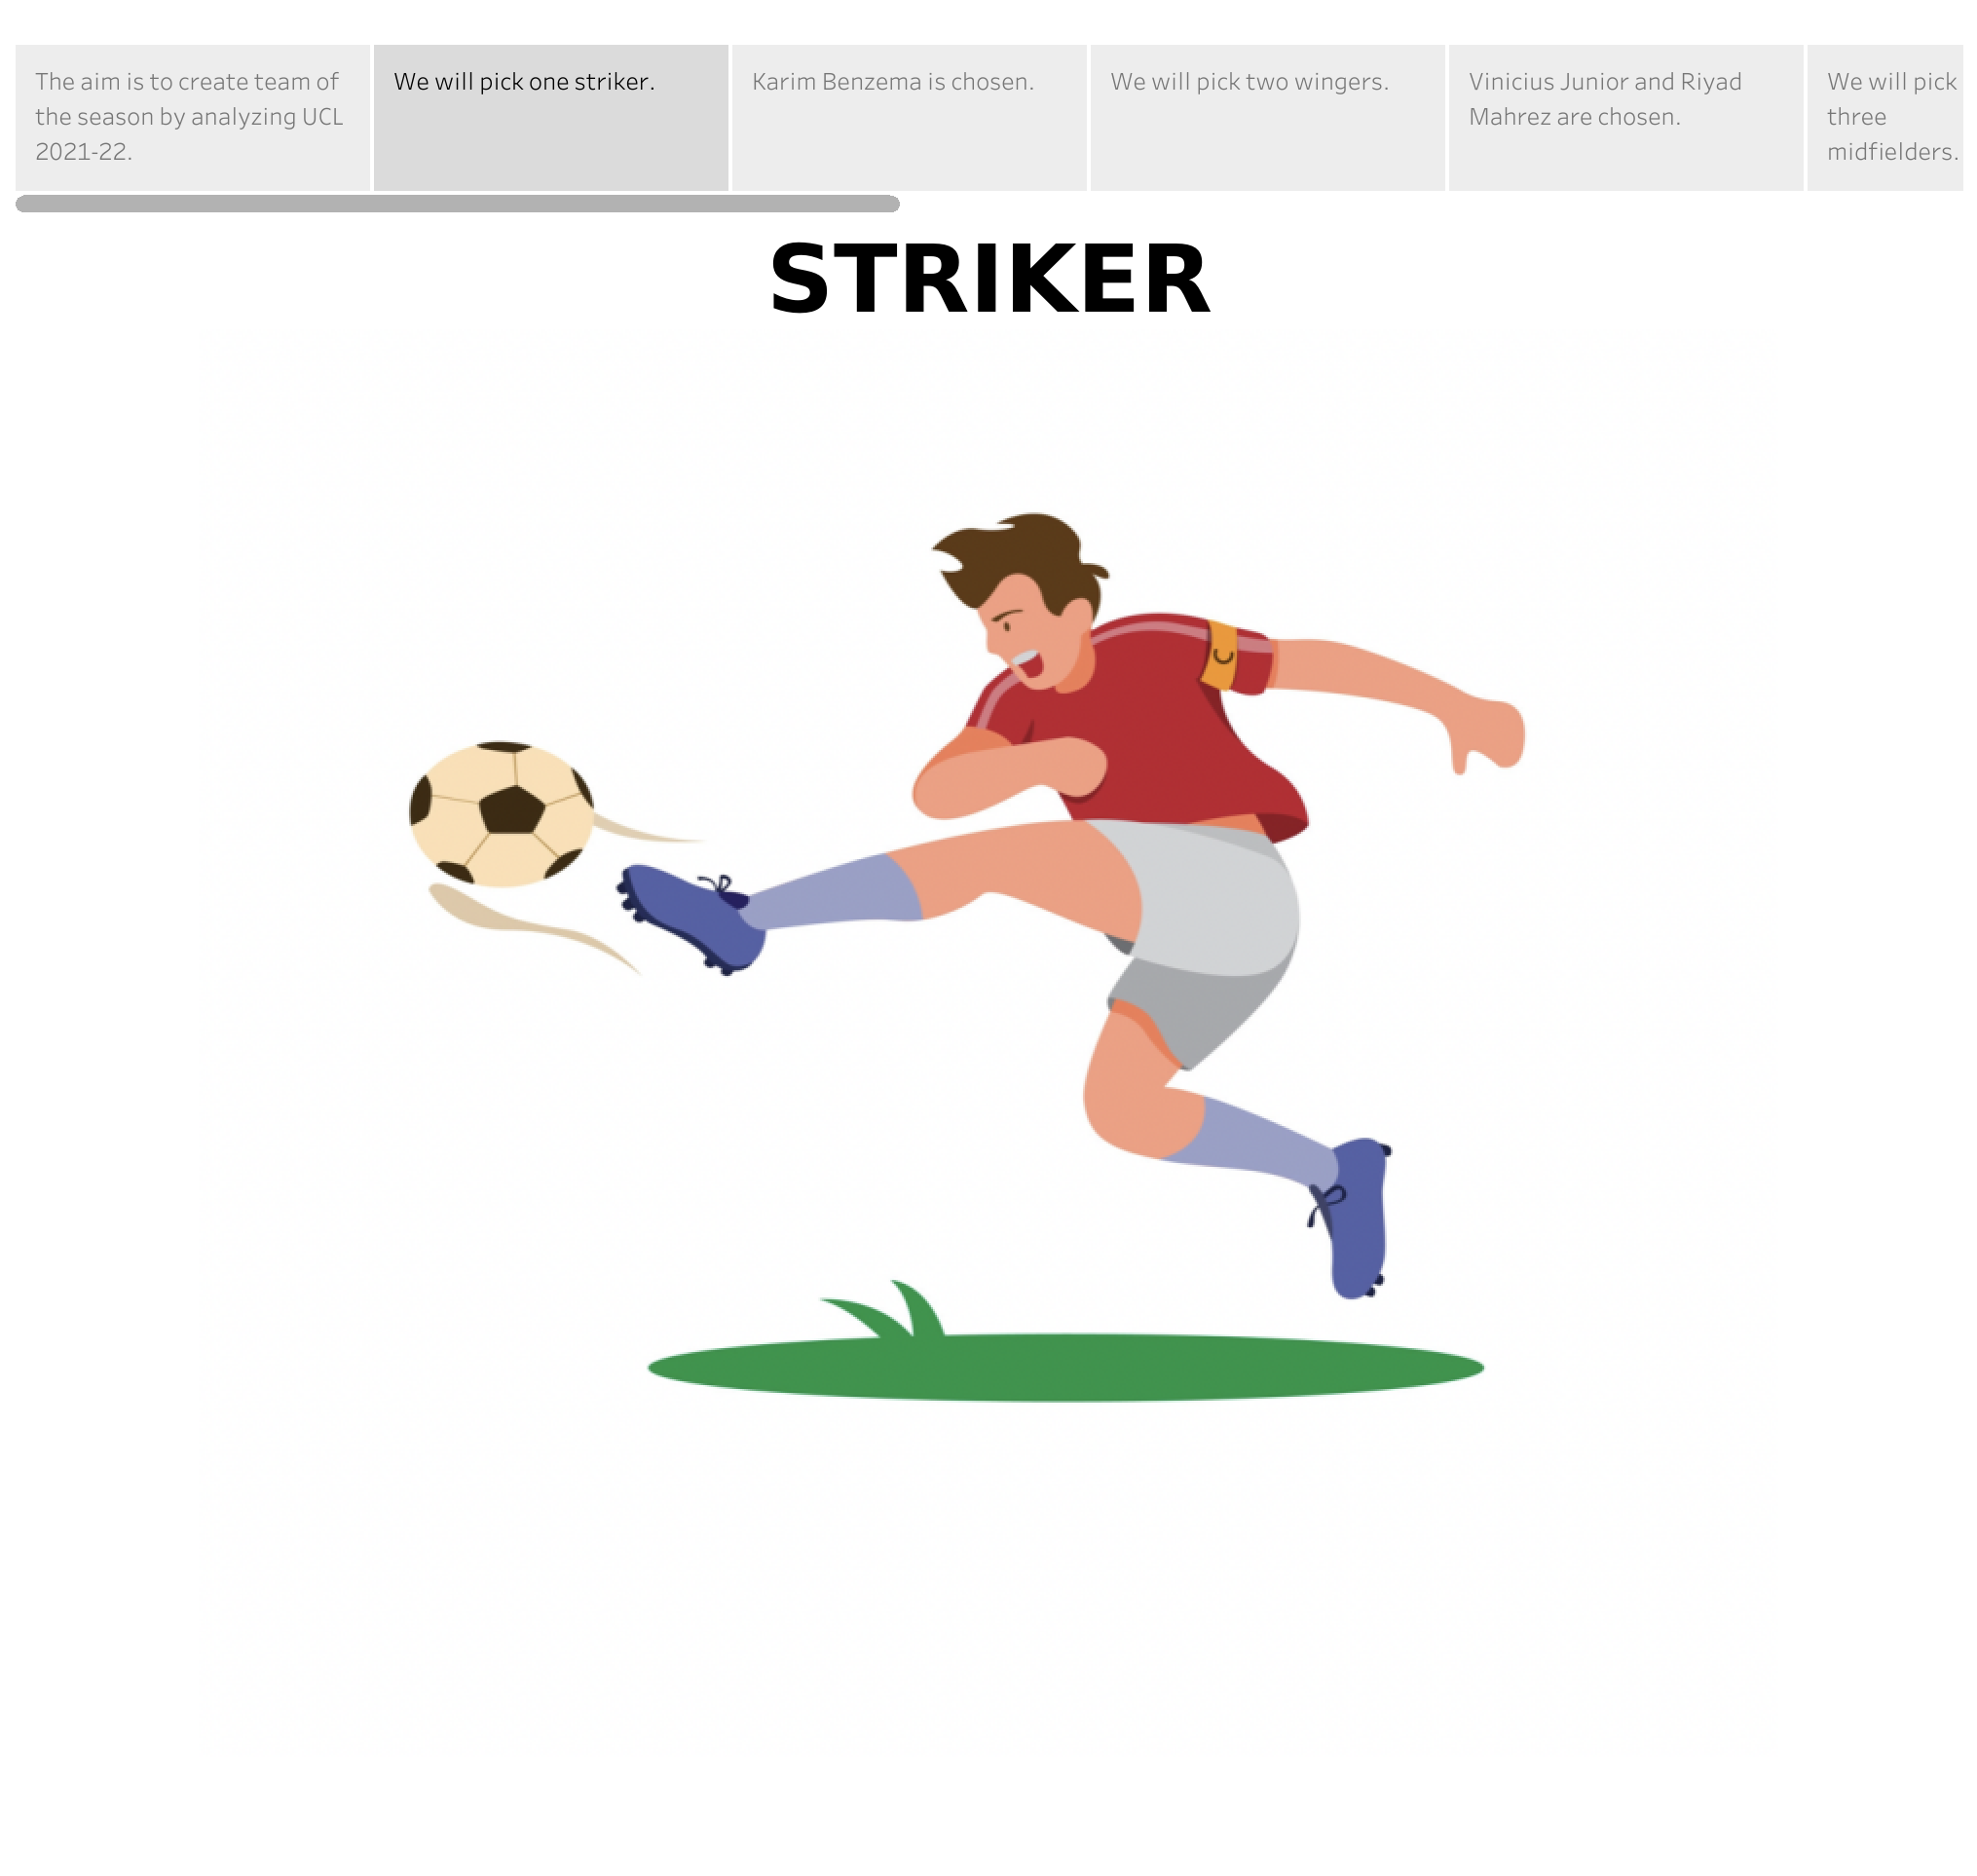 The aim is to create team of
the season by analyzing UCL
2021-22.
We will pick one striker.
Karim Benzema is chosen.
We will pick two wingers.
Vinicius Junior and Riyad
Mahrez are chosen.
We will pick
three
midfielders.
STRIKER
C